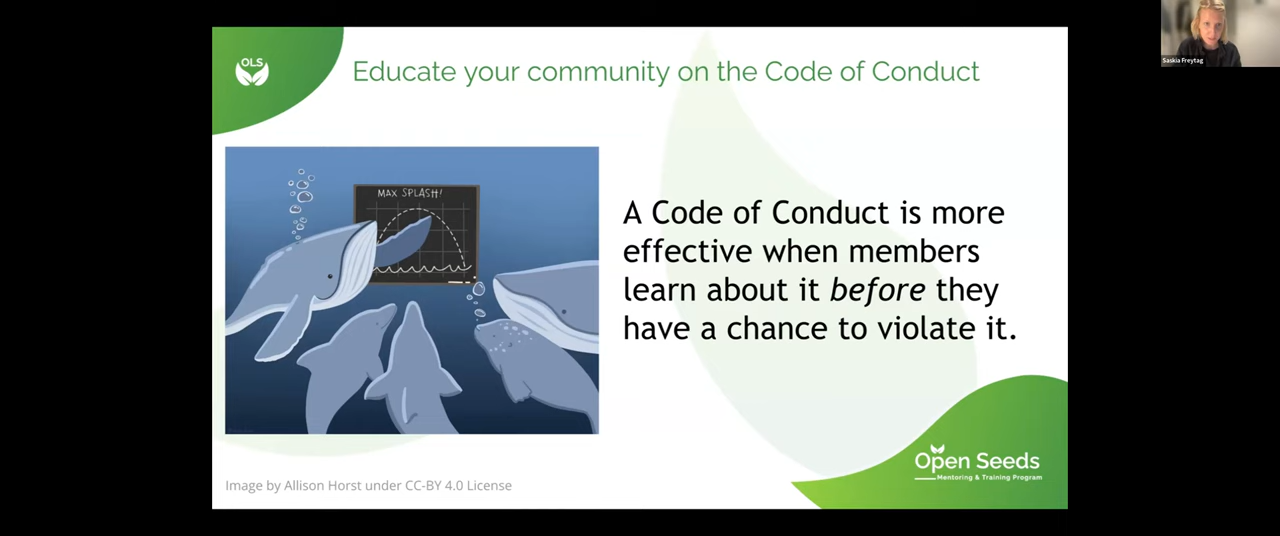 OLS
Educate your community on the Code of Conduct
Saskia Freytag
MAX SPLASH!
A Code of Conduct is more
effective when members
learn about it before they
have a chance to violate it.
Open Seeds
Mentoring & Training Program
Image by Allison Horst under CC-BY 4.0 License